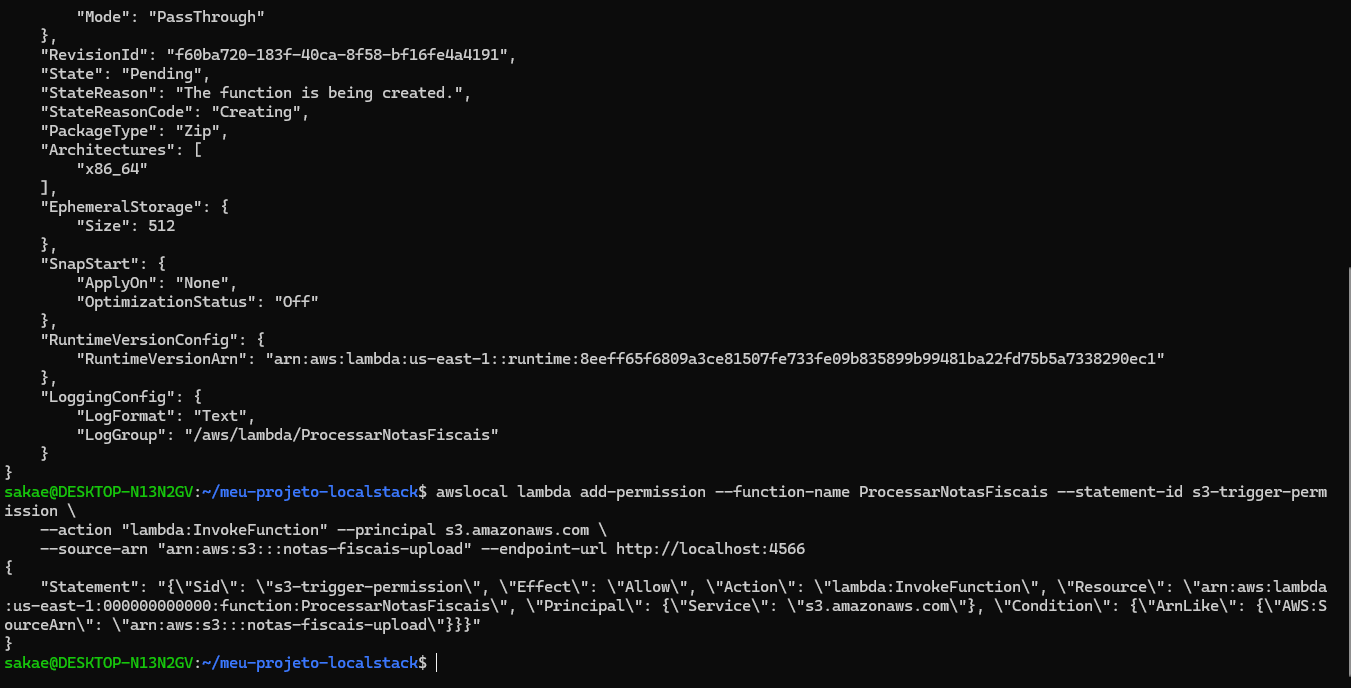 "Mode": "PassThrough"
    },
    "RevisionId": "f60ba720-183f-40ca-8f58-bf16fe4a4191",
    "State": "Pending",
    "StateReason": "The function is being created.",
    "StateReasonCode": "Creating",
    "PackageType": "Zip",
    "Architectures": [
        "x86_64"
    ],
    "EphemeralStorage": {
        "Size": 512
    },
    "SnapStart": {
        "ApplyOn": "None",
        "OptimizationStatus": "Off"
    },
    "RuntimeVersionConfig": {
        "RuntimeVersionArn": "arn:aws:lambda:us-east-1::runtime:8eeff65f6809a3ce81507fe733fe09b835899b99481ba22fd75b5a7338290ec1"
    },
    "LoggingConfig": {
        "LogFormat": "Text",
        "LogGroup": "/aws/lambda/ProcessarNotasFiscais"
    }
}
sakae@DESKTOP-N13N2GV:~/meu-projeto-localstack$ awslocal lambda add-permission --function-name ProcessarNotasFiscais --statement-id s3-trigger-perm
ission \
    --action "lambda:InvokeFunction" --principal s3.amazonaws.com \
    --source-arn "arn:aws:s3:::notas-fiscais-upload" --endpoint-url http://localhost:4566
{
    "Statement": "{\"Sid\": \"s3-trigger-permission\", \"Effect\": \"Allow\", \"Action\": \"lambda:InvokeFunction\", \"Resource\": \"arn:aws:lambda
:us-east-1:000000000000:function:ProcessarNotasFiscais\", \"Principal\": {\"Service\": \"s3.amazonaws.com\"}, \"Condition\": {\"ArnLike\": {\"AWS:S
ourceArn\": \"arn:aws:s3:::notas-fiscais-upload\"}}}"
}
sakae@DESKTOP-N13N2GV:~/meu-projeto-localstack$